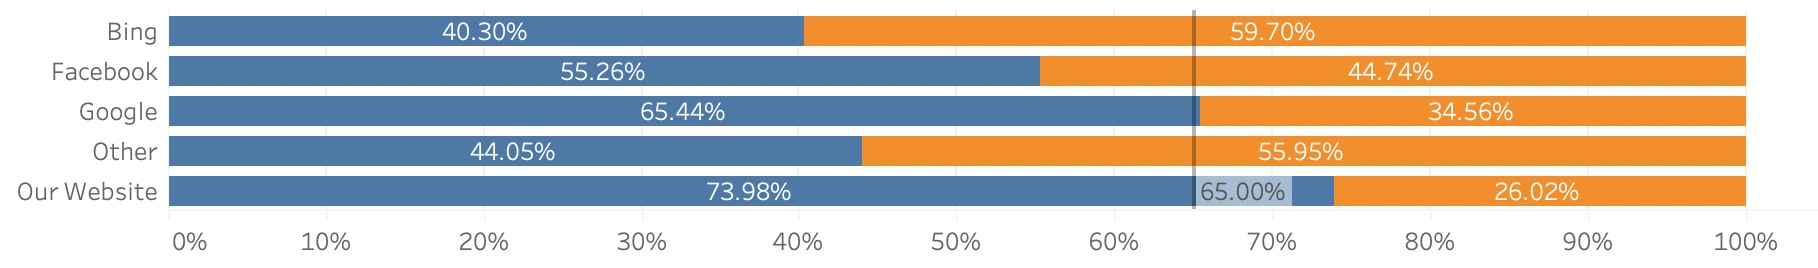 Bing 40.30% 59.70%
Facebook 55.26% 44.74%
Google 65.44% 34.56%
Other 44.05% 55.95%
Our Website 73.98% 65.00% 26.02%
0% 10% 20% 30% 40% 50% 60% 70% 80% 90% 100%